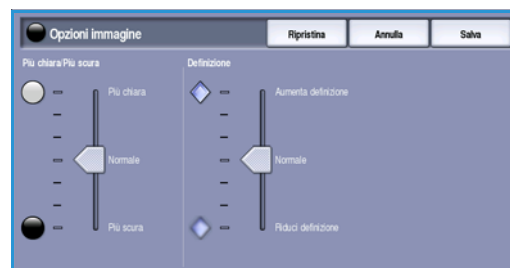 Opzioni immagine
Ripristina
Annulla
Salva
Più chiara/Più scura
Definizione
Più chiara
Aumenta definizione
Normale
Normale
Più scura
Riduci definizione